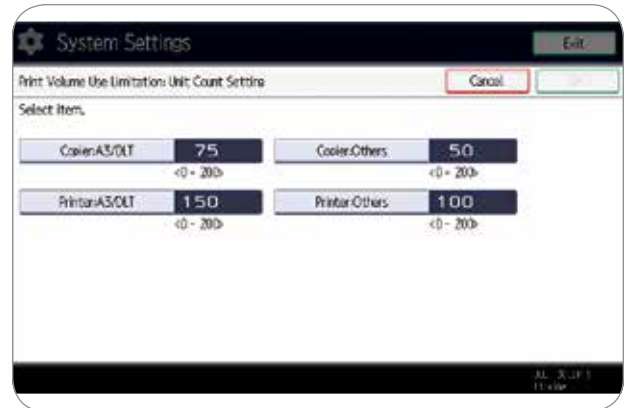 System Settings Exit
Print Volume Use Limitation: Unit Count Setting Cancel
Select item.
Copier:A3/DLT 75 Copier:Others 50
<0 - 200> <0 - 200>
Printer:A3/DLT 150 Printer:Others 100
<0 - 200> <0 - 200>